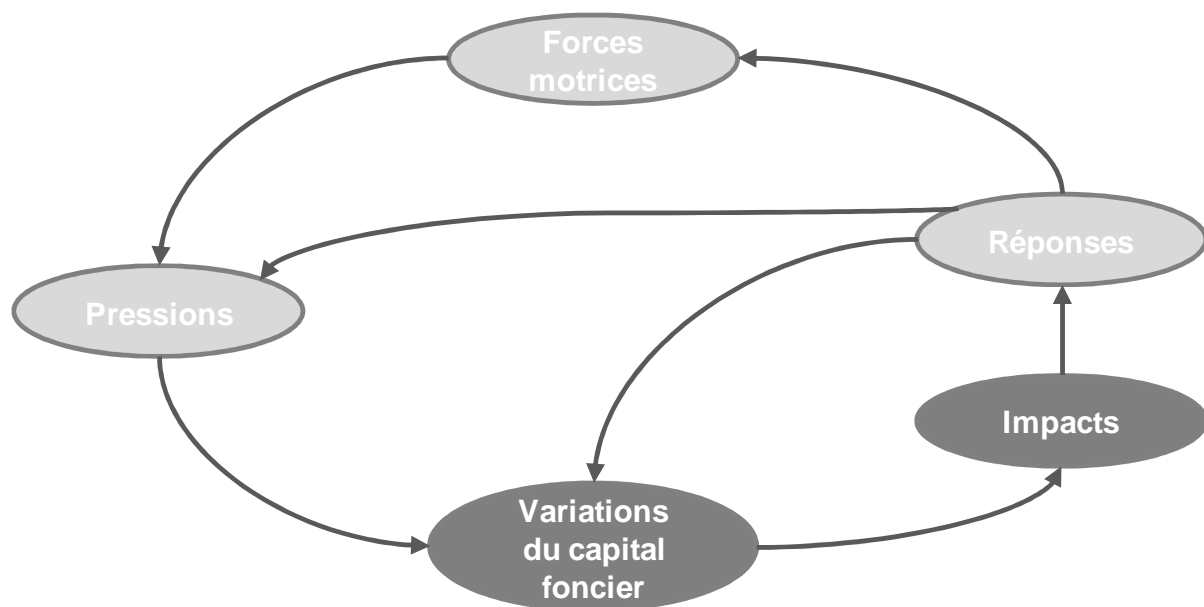 Forces
motrices
Réponses
Pressions
Impacts
Variations
du capital
foncier